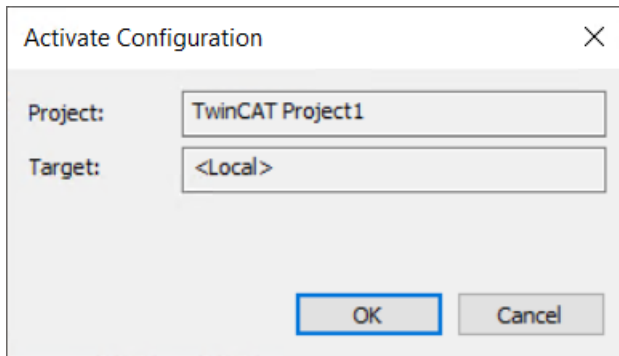 Activate Configuration
Project: TwinCAT Project1
Target: <Local>
OK Cancel